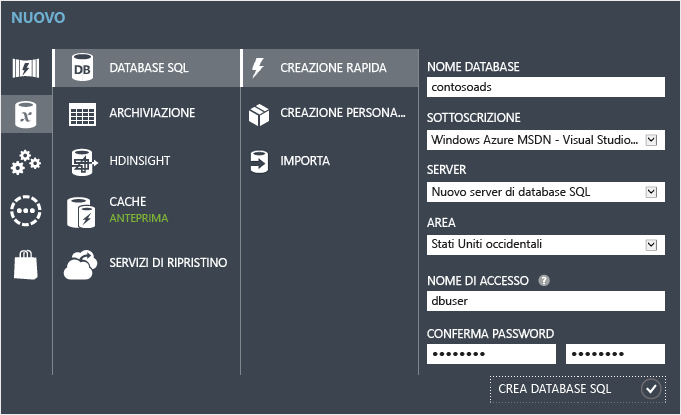 NUOVO
DB
DATABASE SQL
ARCHIVIAZIONE
HDINSIGHT
CACHE
ANTEPRIMA
SERVIZI DI RIPRISTINO
CREAZIONE RAPIDA
CREAZIONE PERSONA...
IMPORTA
NOME DATABASE
contosoads
SOTTOSCRIZIONE
Windows Azure MSDN - Visual Studio...
SERVER
Nuovo server di database SQL
AREA
Stati Uniti occidentali
NOME DI ACCESSO ?
dbuser
CONFERMA PASSWORD
•••••••• ••••••••
CREA DATABASE SQL